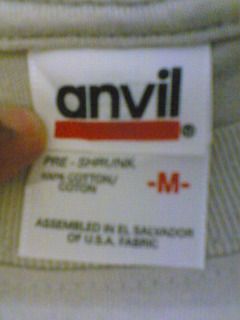 anvil®
PRE-SHRUNK
100% COTTON/
COTON
-M-
ASSEMBLED IN EL SALVADOR
OF U.S.A. FABRIC